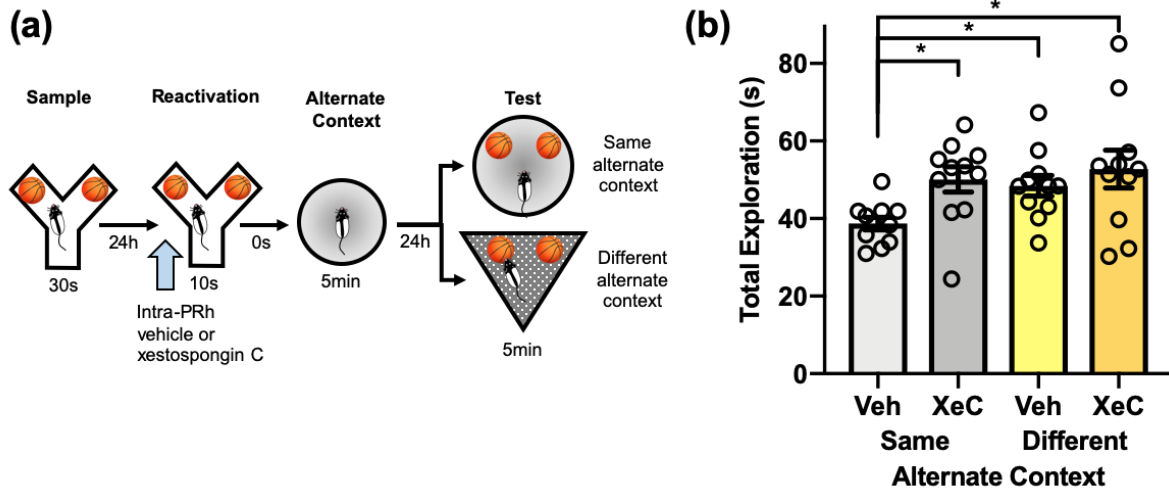 (a)
Sample
Reactivation
Alternate
Context
Test
Same
alternate
context
24h
0s
24h
Different
alternate
context
30s
10s
5min
5min
Intra-PRh
vehicle or
xestospongin C
(b)
*
*
*
Total Exploration (s)
80
60
40
20
0
Veh XeC Veh XeC
Same Different
Alternate Context